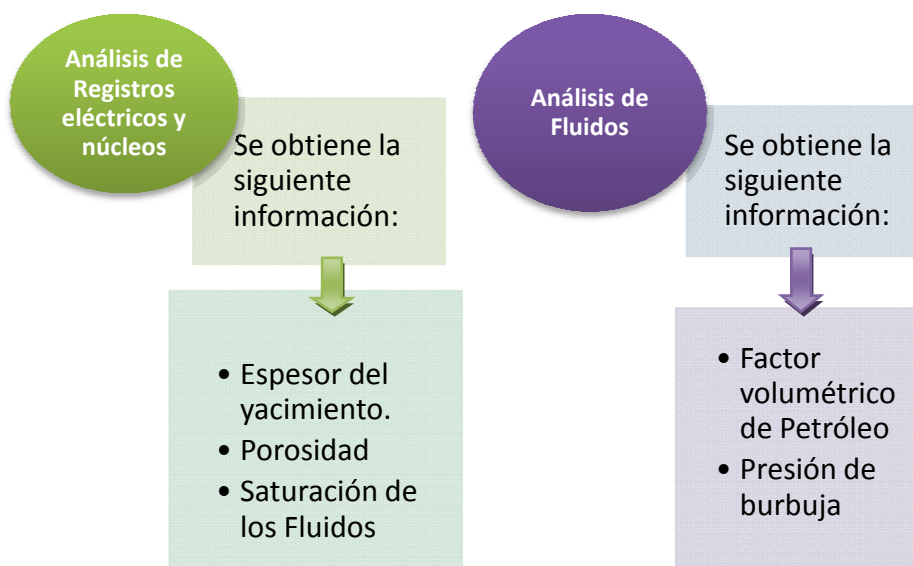 Análisis de
Registros
eléctricos y
núcleos
Se obtiene la
siguiente
información:
• Espesor del
yacimiento.
• Porosidad
• Saturación de
los Fluidos
Análisis de
Fluidos
Se obtiene la
siguiente
información:
• Factor
volumétrico
de Petróleo
• Presión de
burbuja